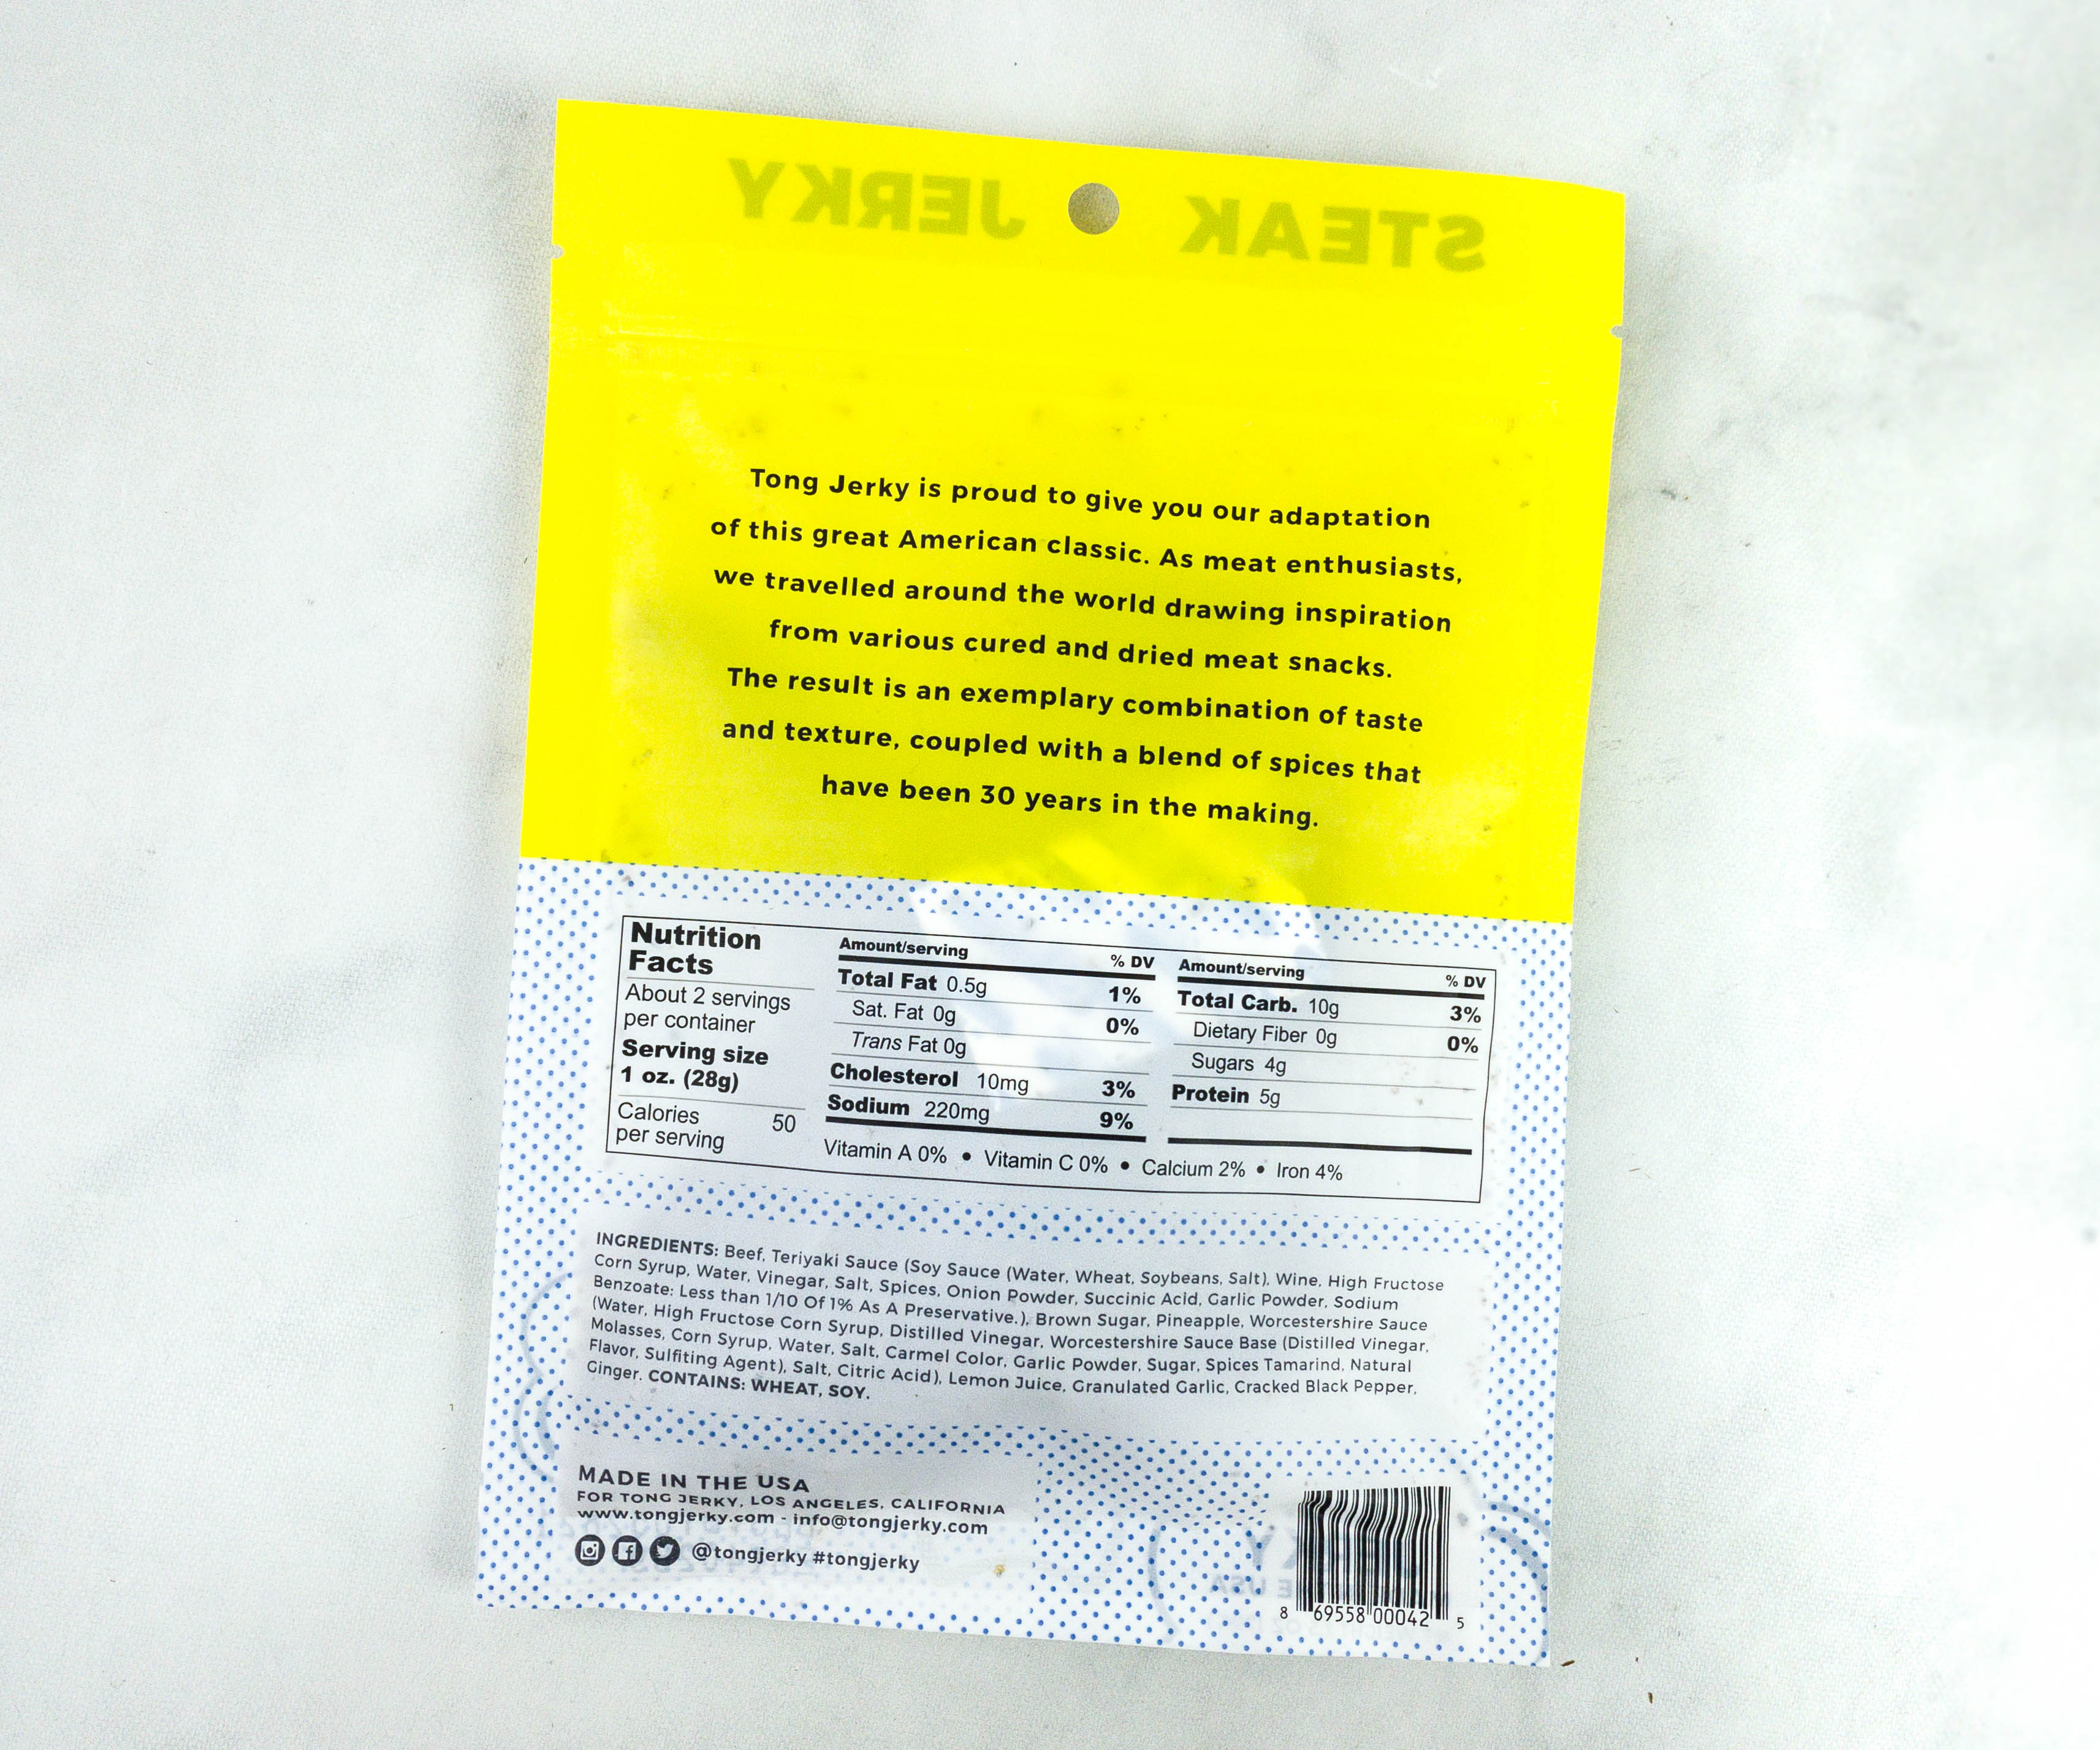 STEAK JERKY
Tong Jerky is proud to give you our adaptation
of this great American classic. As meat enthusiasts,
we travelled around the world drawing inspiration
from various cured and dried meat snacks.
The result is an exemplary combination of taste
and texture, coupled with a blend of spices that
have been 30 years in the making.
Nutrition
Facts
About 2 servings
per container
Serving size
1 oz. (28g)
Calories 50
per serving
Amount/serving % DV
Total Fat 0.5g 1%
Sat. Fat 0g 0%
Trans Fat 0g
Cholesterol 10mg 3%
Sodium 220mg 9%
Amount/serving % DV
Total Carb. 10g 3%
Dietary Fiber 0g 0%
Sugars 4g
Protein 5g
Vitamin A 0% • Vitamin C 0% • Calcium 2% • Iron 4%
INGREDIENTS: Beef, Teriyaki Sauce (Soy Sauce (Water, Wheat, Soybeans, Salt), Wine, High Fructose
Corn Syrup, Water, Vinegar, Salt, Spices, Onion Powder, Succinic Acid, Garlic Powder, Sodium
Benzoate: Less than 1/10 Of 1% As A Preservative.), Brown Sugar, Pineapple, Worcestershire Sauce
(Water, High Fructose Corn Syrup, Distilled Vinegar, Worcestershire Sauce Base (Distilled Vinegar,
Molasses, Corn Syrup, Water, Salt, Carmel Color, Garlic Powder, Sugar, Spices Tamarind, Natural
Flavor, Sulfiting Agent), Salt, Citric Acid), Lemon Juice, Granulated Garlic, Cracked Black Pepper,
Ginger. CONTAINS: WHEAT, SOY.
MADE IN THE USA
FOR TONG JERKY, LOS ANGELES, CALIFORNIA
www.tongjerky.com - info@tongjerky.com
@tongjerky #tongjerky
8 69558 00042 5